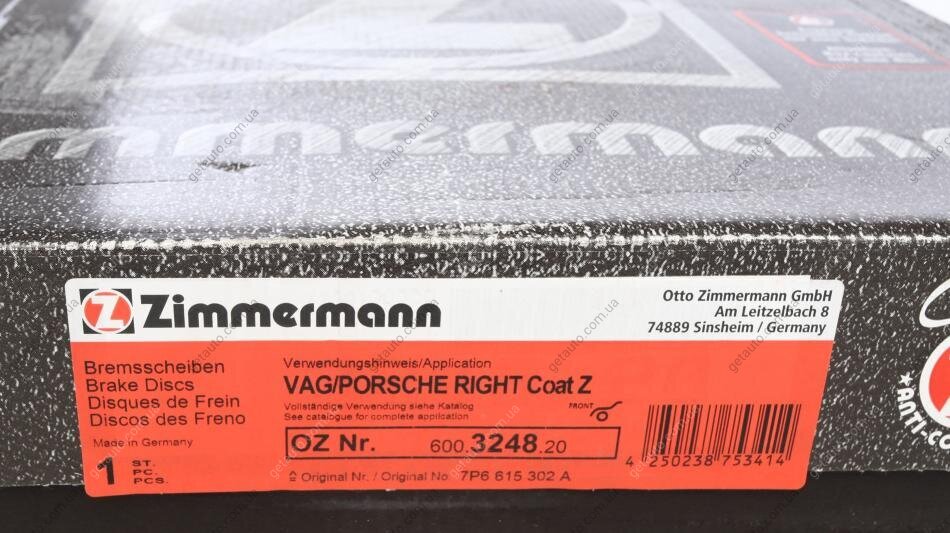 mmermann
Z Zimmermann
Otto Zimmermann GmbH
Am Leitzelbach 8
74889 Sinsheim / Germany
Bremsscheiben
Brake Discs
Disques de Frein
Discos des Freno
Made in Germany
1 ST.
PC.
PCS.
Verwendungshinweis/Application
VAG/PORSCHE RIGHT Coat Z
Vollständige Verwendung siehe Katalog
See catalogue for complete application
FRONT
OZ Nr. 600.3248.20
Original Nr. / Original No. 7P6 615 302 A
4 250238 753414
ANTI-CO
getauto.com.ua